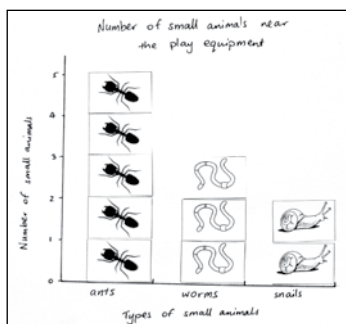 Number of small animals near
the play equipment
Number of small animals
5
4
3
2
1
0
ants worms snails
Types of small animals